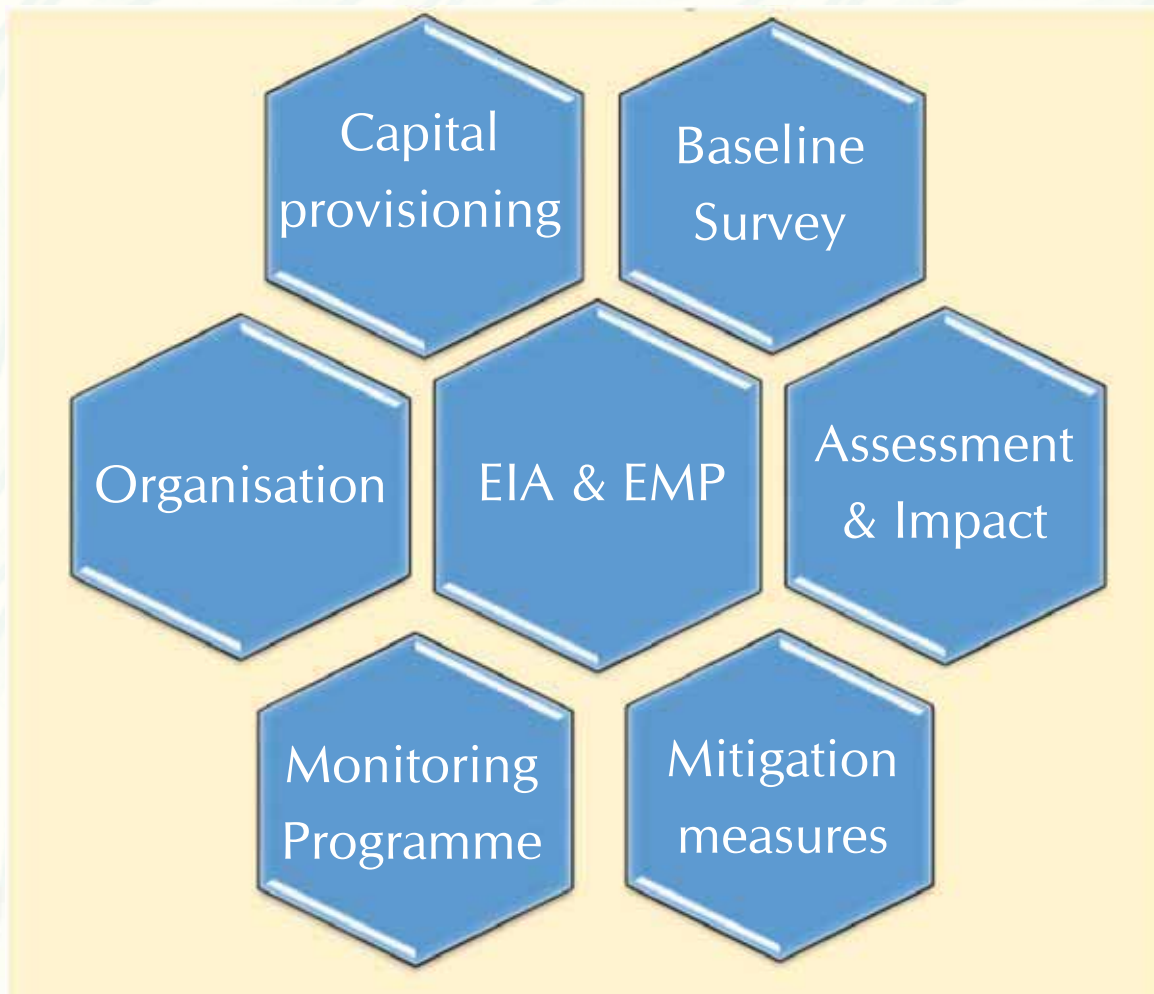 Capital
provisioning
Baseline
Survey
Organisation
EIA & EMP
Assessment
& Impact
Monitoring
Programme
Mitigation
measures